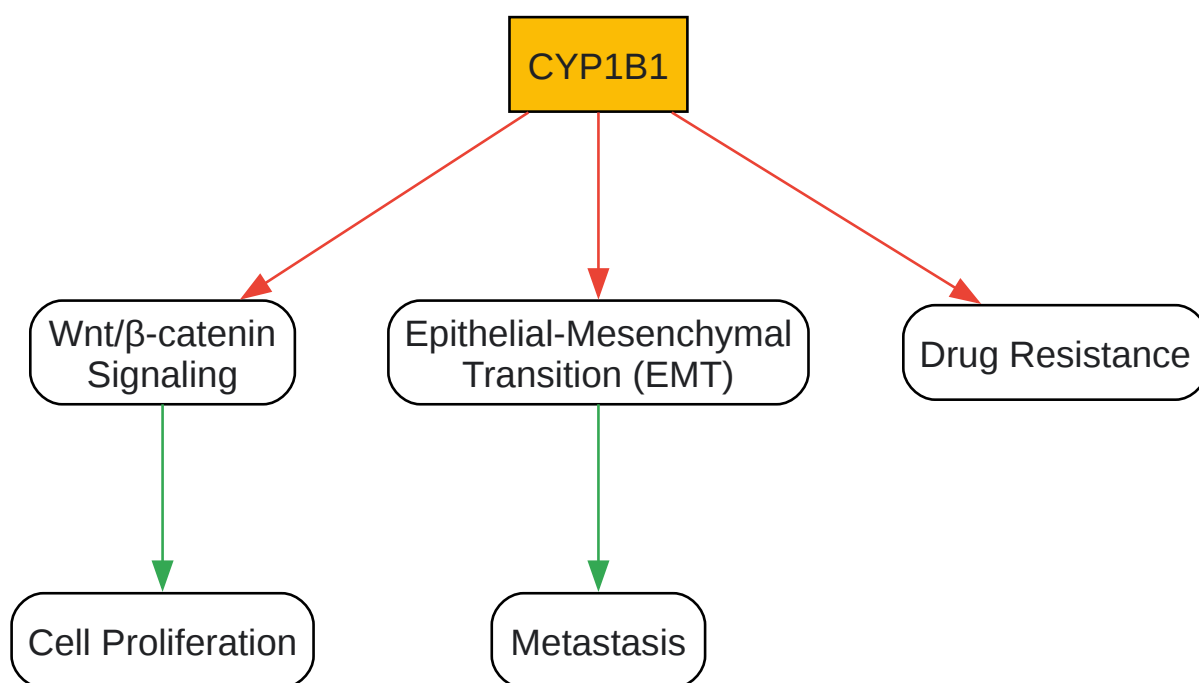 CYP1B1
Wnt/β-catenin
Signaling
Epithelial-Mesenchymal
Transition (EMT)
Drug Resistance
Cell Proliferation
Metastasis